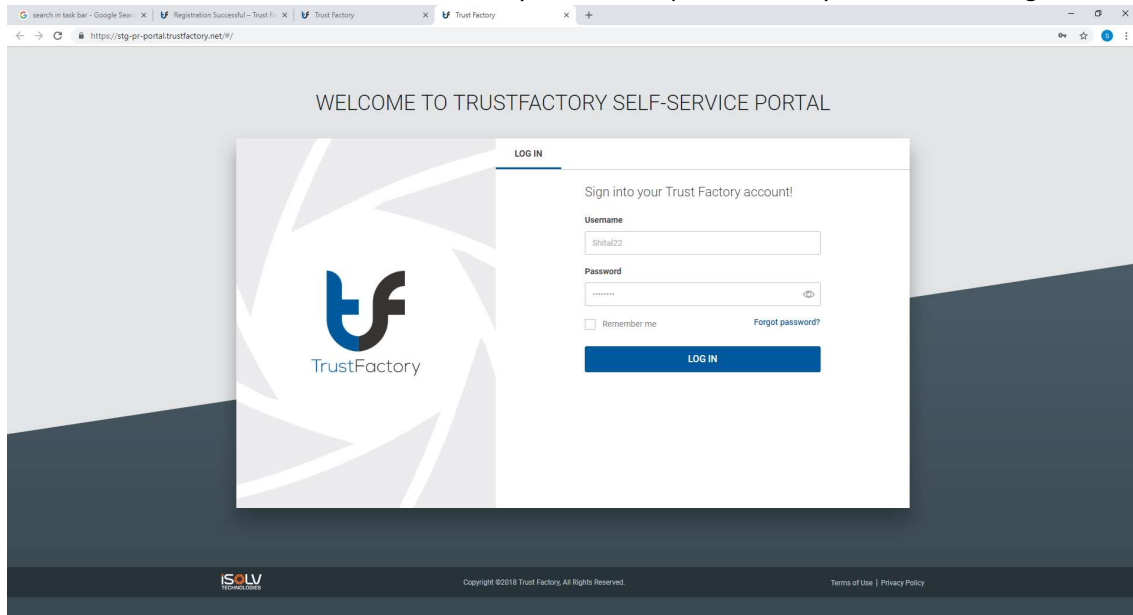 search in task bar - Google Sear
Registration Successful – Trust Fa
Trust Factory
Trust Factory
https://stg-pr-portal.trustfactory.net/#/
S
WELCOME TO TRUSTFACTORY SELF-SERVICE PORTAL
LOG IN
Sign into your Trust Factory account!
Username
Shital22
Password
········
Remember me
Forgot password?
LOG IN
tf
TrustFactory
iSOLV
TECHNOLOGIES
Copyright ©2018 Trust Factory, All Rights Reserved.
Terms of Use | Privacy Policy